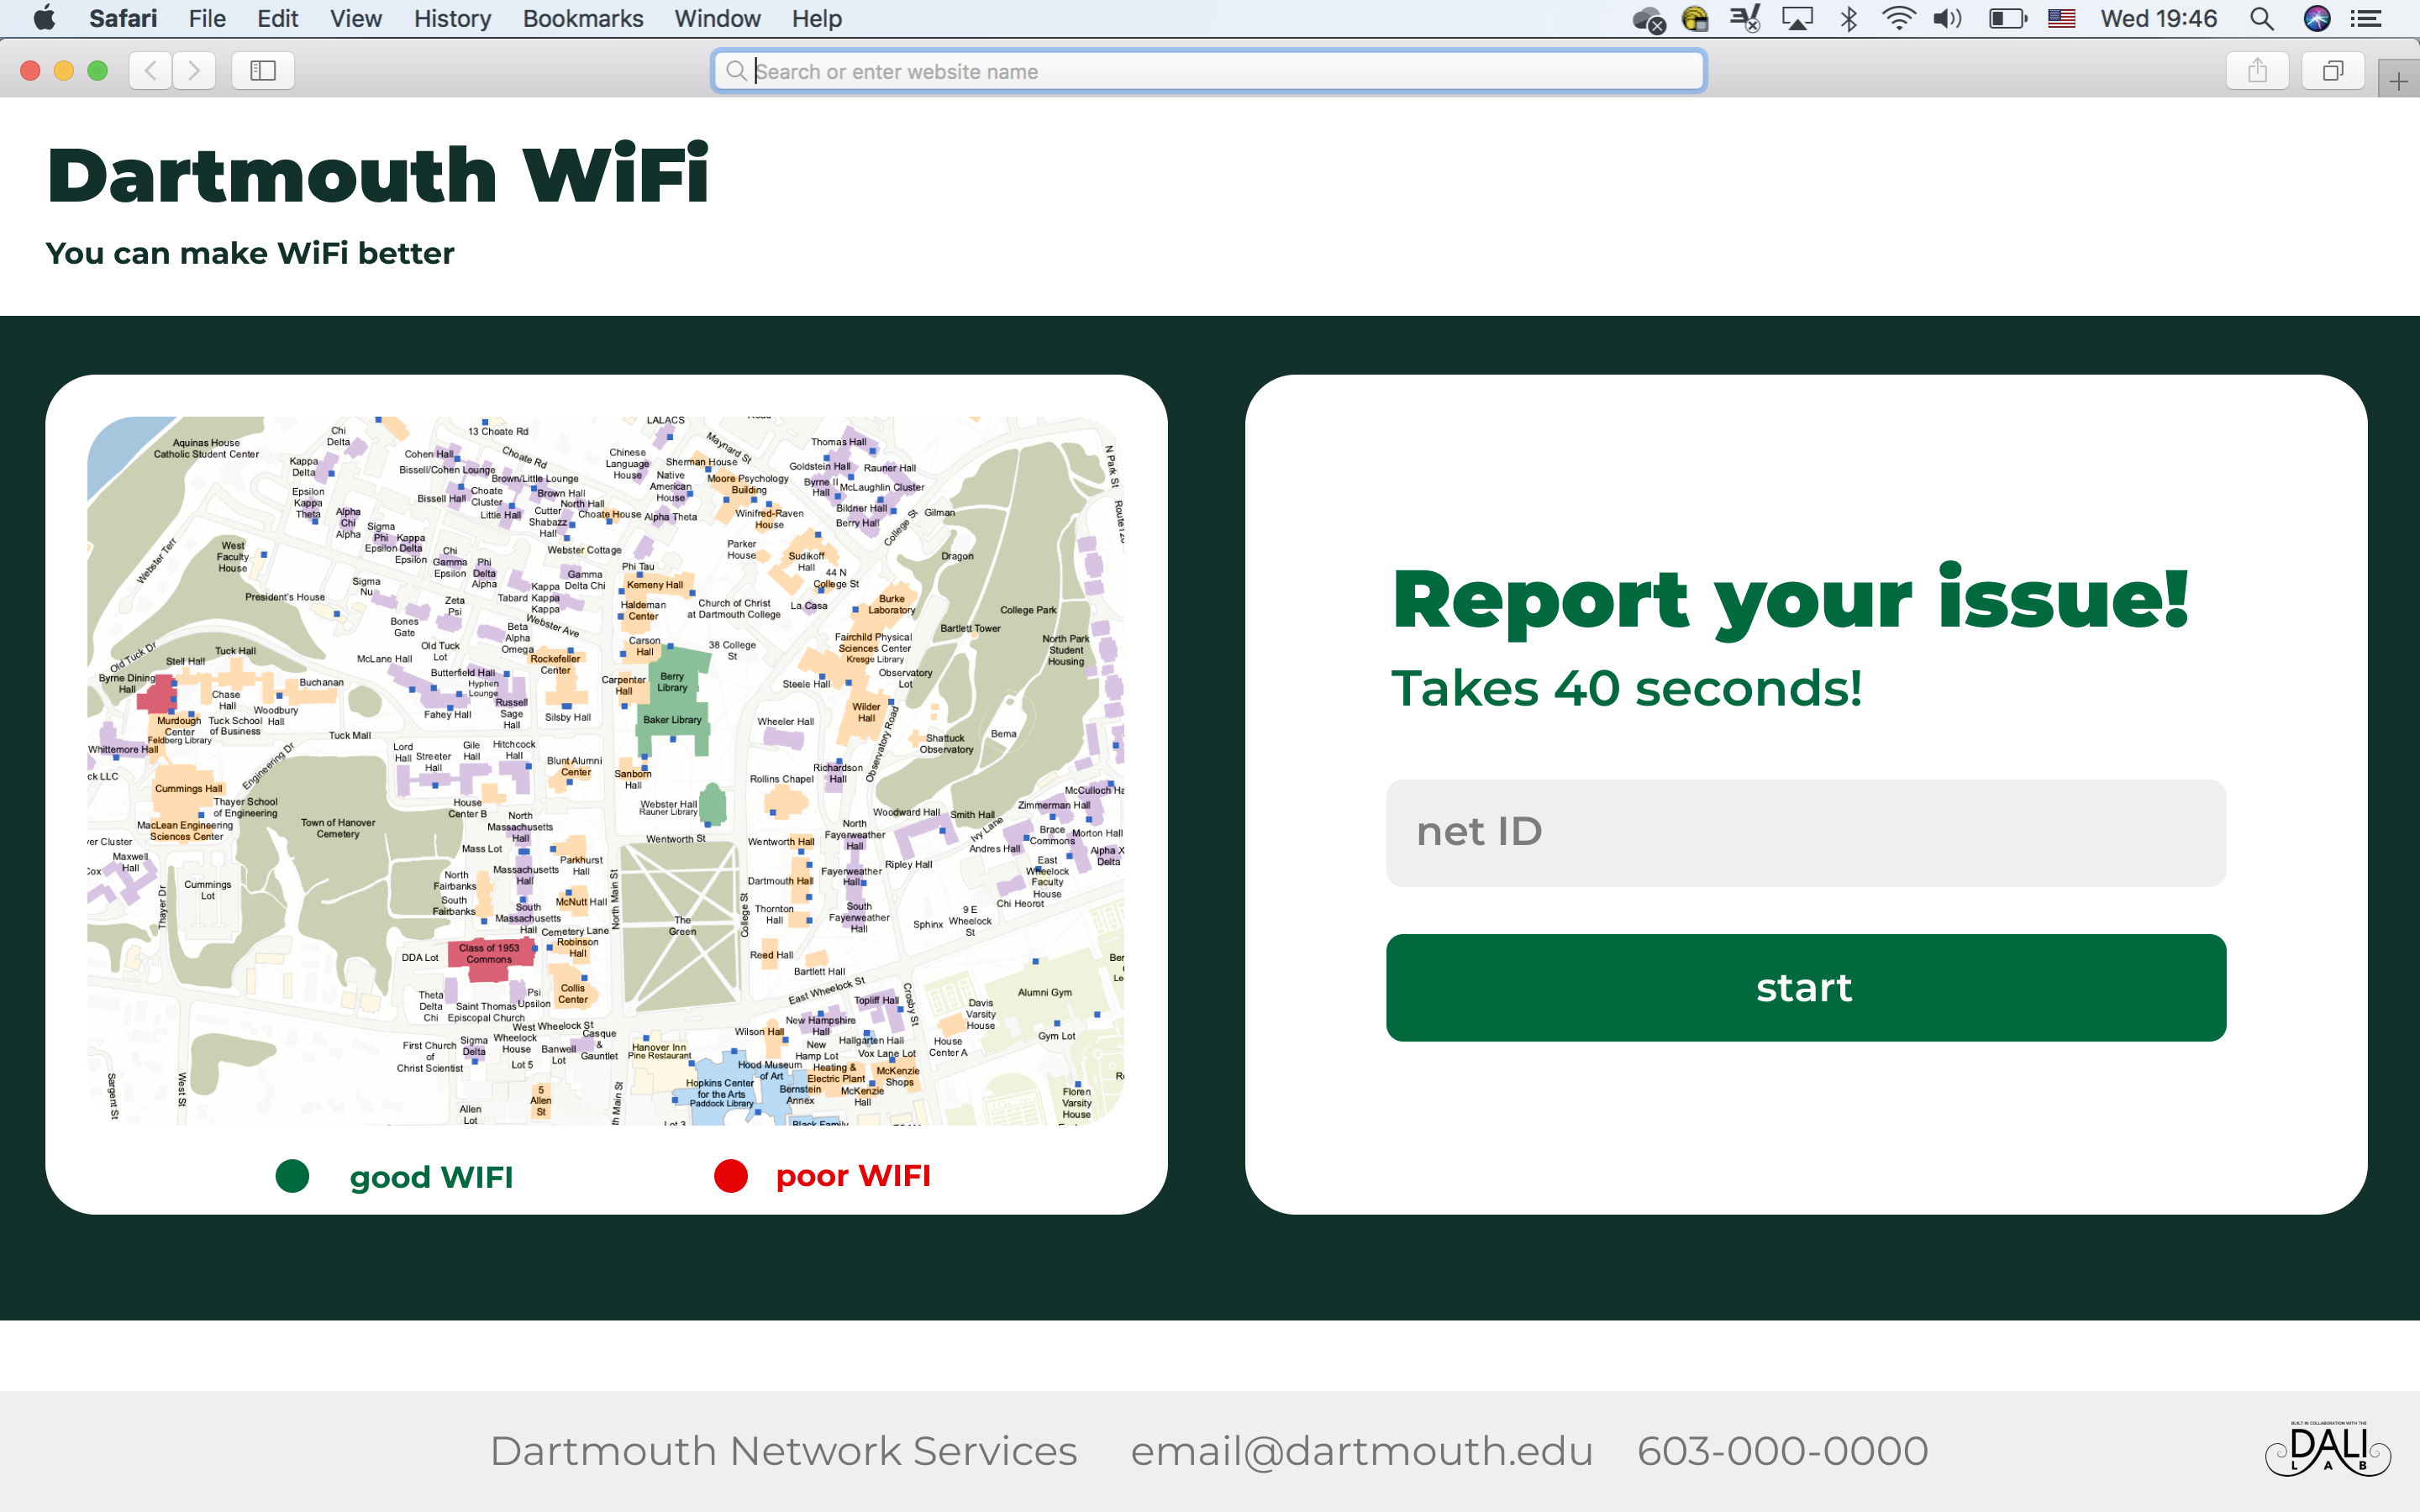 Safari File Edit View History Bookmarks Window Help Wed 19:46
Search or enter website name
Dartmouth WiFi
You can make WiFi better
Aquinas House
Catholic Student Center
Chi
Delta
13 Choate Rd
LALACS
Maynard St
Thomas Hall
N Park St
Kappa
Delta
Cohen Hall
Choate Rd
Bissell/Cohen Lounge
Chinese
Language
House
Sherman House
Goldstein Hall
Rauner Hall
Epsilon
Kappa
Theta
Bissell Hall
Choate
Cluster
Brown/Little Lounge
Brown Hall
North Hall
Native
American
House
Moore Psychology
Building
Byrne II
Hall
McLaughlin Cluster
Alpha
Chi
Alpha
Little Hall
Cutter
Shabazz
Hall
Choate House
Alpha Theta
Winifred-Raven
House
Bildner Hall
Berry Hall
College St
Gilman
Sigma
Phi
Epsilon
Kappa
Delta
Epsilon
Webster Cottage
Webster Terr
West
Faculty
House
Chi
Gamma
Epsilon
Phi
Delta
Alpha
Parker
House
Sudikoff
Hall
Dragon
Phi Tau
Gamma
Delta Chi
44 N
College St
Sigma
Nu
Kappa
Kappa
Kappa
Tabard
Kemeny Hall
President's House
Zeta
Psi
Haldeman
Center
Church of Christ
at Dartmouth College
La Casa
Burke
Laboratory
College Park
Bones
Gate
Webster Ave
Beta
Alpha
Omega
Bartlett Tower
North Park
Student
Housing
Old Tuck Dr
Tuck Hall
Old Tuck
Lot
Carson
Hall
38 College
St
Fairchild Physical
Sciences Center
Kresge Library
Stell Hall
McLane Hall
Rockefeller
Center
Byrne Dining
Hall
Butterfield Hall
Hyphen
Lounge
Carpenter
Hall
Berry
Library
Steele Hall
Observatory
Lot
Chase
Hall
Buchanan
Russell
Sage
Hall
Woodbury
Hall
Fahey Hall
Silsby Hall
Baker Library
Wheeler Hall
Wilder
Hall
Murdough
Center
Feldberg Library
Tuck School
of Business
Tuck Mall
Observatory Road
Shattuck
Observatory
Bema
Whittemore Hall
Engineering Dr
Lord
Hall
Streeter
Hall
Gile
Hall
Hitchcock
Hall
Blunt Alumni
Center
Sanborn
Hall
Rollins Chapel
Richardson
Hall
ck LLC
Cummings Hall
Thayer School
of Engineering
House
Center B
Webster Hall
Rauner Library
McCulloch Ha
Zimmerman Hall
MacLean Engineering
Sciences Center
Town of Hanover
Cemetery
North
Massachusetts
Hall
Wentworth St
Wentworth Hall
North
Fayerweather
Hall
Woodward Hall
Smith Hall
Ivy Lane
Brace
Commons
Morton Hall
yer Cluster
Maxwell
Hall
Mass Lot
Parkhurst
Hall
Andres Hall
Alpha X
Delta
Cox
Cummings
Lot
North
Fairbanks
Massachusetts
Hall
Dartmouth Hall
Fayerweather
Hall
Ripley Hall
East
Wheelock
Faculty
House
Thayer Dr
South
Fairbanks
South
Massachusetts
Hall
McNutt Hall
North Main St
The
Green
College St
Thornton
Hall
South
Fayerweather
Hall
Sphinx
9 E
Wheelock
St
Chi Heorot
Cemetery Lane
Robinson
Hall
DDA Lot
Class of 1953
Commons
Reed Hall
Bartlett Hall
Theta
Delta
Chi
Saint Thomas
Episcopal Church
Psi
Upsilon
Collis
Center
East Wheelock St
Topliff Hall
Crosby St
Davis
Varsity
House
Alumni Gym
West Wheelock St
Wilson Hall
New Hampshire
Hall
Gym Lot
First Church
of
Christ Scientist
Sigma
Delta
Wheelock
House
Banwell
Lot
Casque
&
Gauntlet
Hanover Inn
Pine Restaurant
New
Hamp Lot
Hallgarten Hall
Vox Lane Lot
House
Center A
Lot 5
Hood Museum
of Art
Heating &
Electric Plant
McKenzie
Shops
Sargent St
West St
Allen
Lot
5
Allen
St
th Main St
Hopkins Center
for the Arts
Paddock Library
Bernstein
Annex
McKenzie
Hall
Floren
Varsity
House
Lot 3
Black Family
good WIFI poor WIFI
Report your issue!
Takes 40 seconds!
net ID
start
Dartmouth Network Services email@dartmouth.edu 603-000-0000
BUILT IN COLLABORATION WITH THE
DALI
LAB